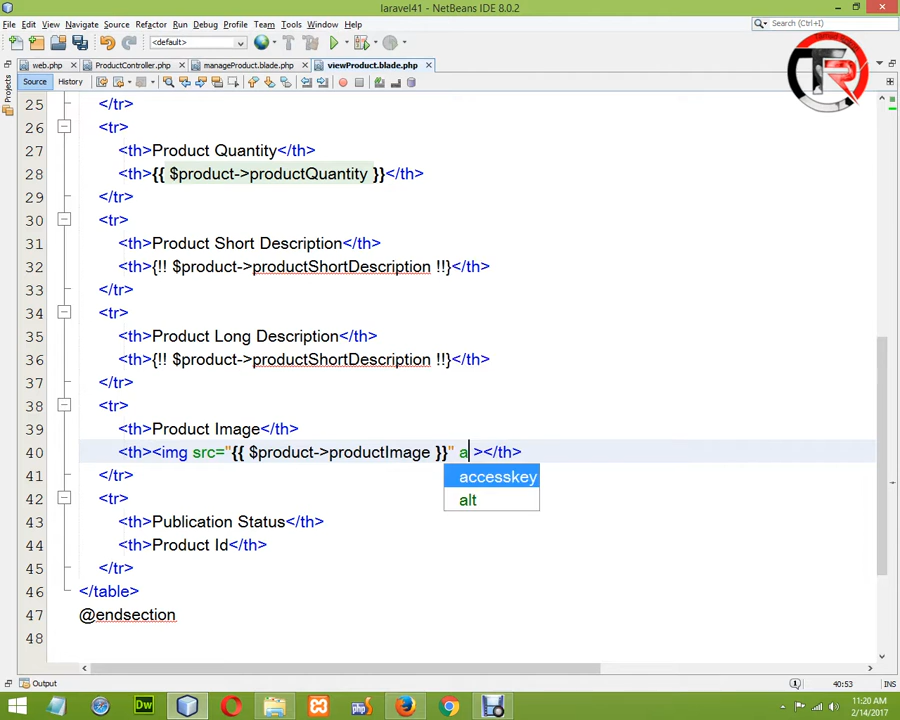 laravel41 - NetBeans IDE 8.0.2
File Edit View Navigate Source Refactor Run Debug Profile Team Tools Window Help
Search (Ctrl+I)
<default>
web.php ProductController.php manageProduct.blade.php viewProduct.blade.php
Source History
Projects
25 </tr>
26 <tr>
27 <th>Product Quantity</th>
28 <th>{{ $product->productQuantity }}</th>
29 </tr>
30 <tr>
31 <th>Product Short Description</th>
32 <th>{!! $product->productShortDescription !!}</th>
33 </tr>
34 <tr>
35 <th>Product Long Description</th>
36 <th>{!! $product->productShortDescription !!}</th>
37 </tr>
38 <tr>
39 <th>Product Image</th>
40 <th><img src="{{ $product->productImage }}" a ></th>
accesskey
alt
41 </tr>
42 <tr>
43 <th>Publication Status</th>
44 <th>Product Id</th>
45 </tr>
46 </table>
47 @endsection
48
Output
40:53 INS
Dw
11:20 AM
2/14/2017